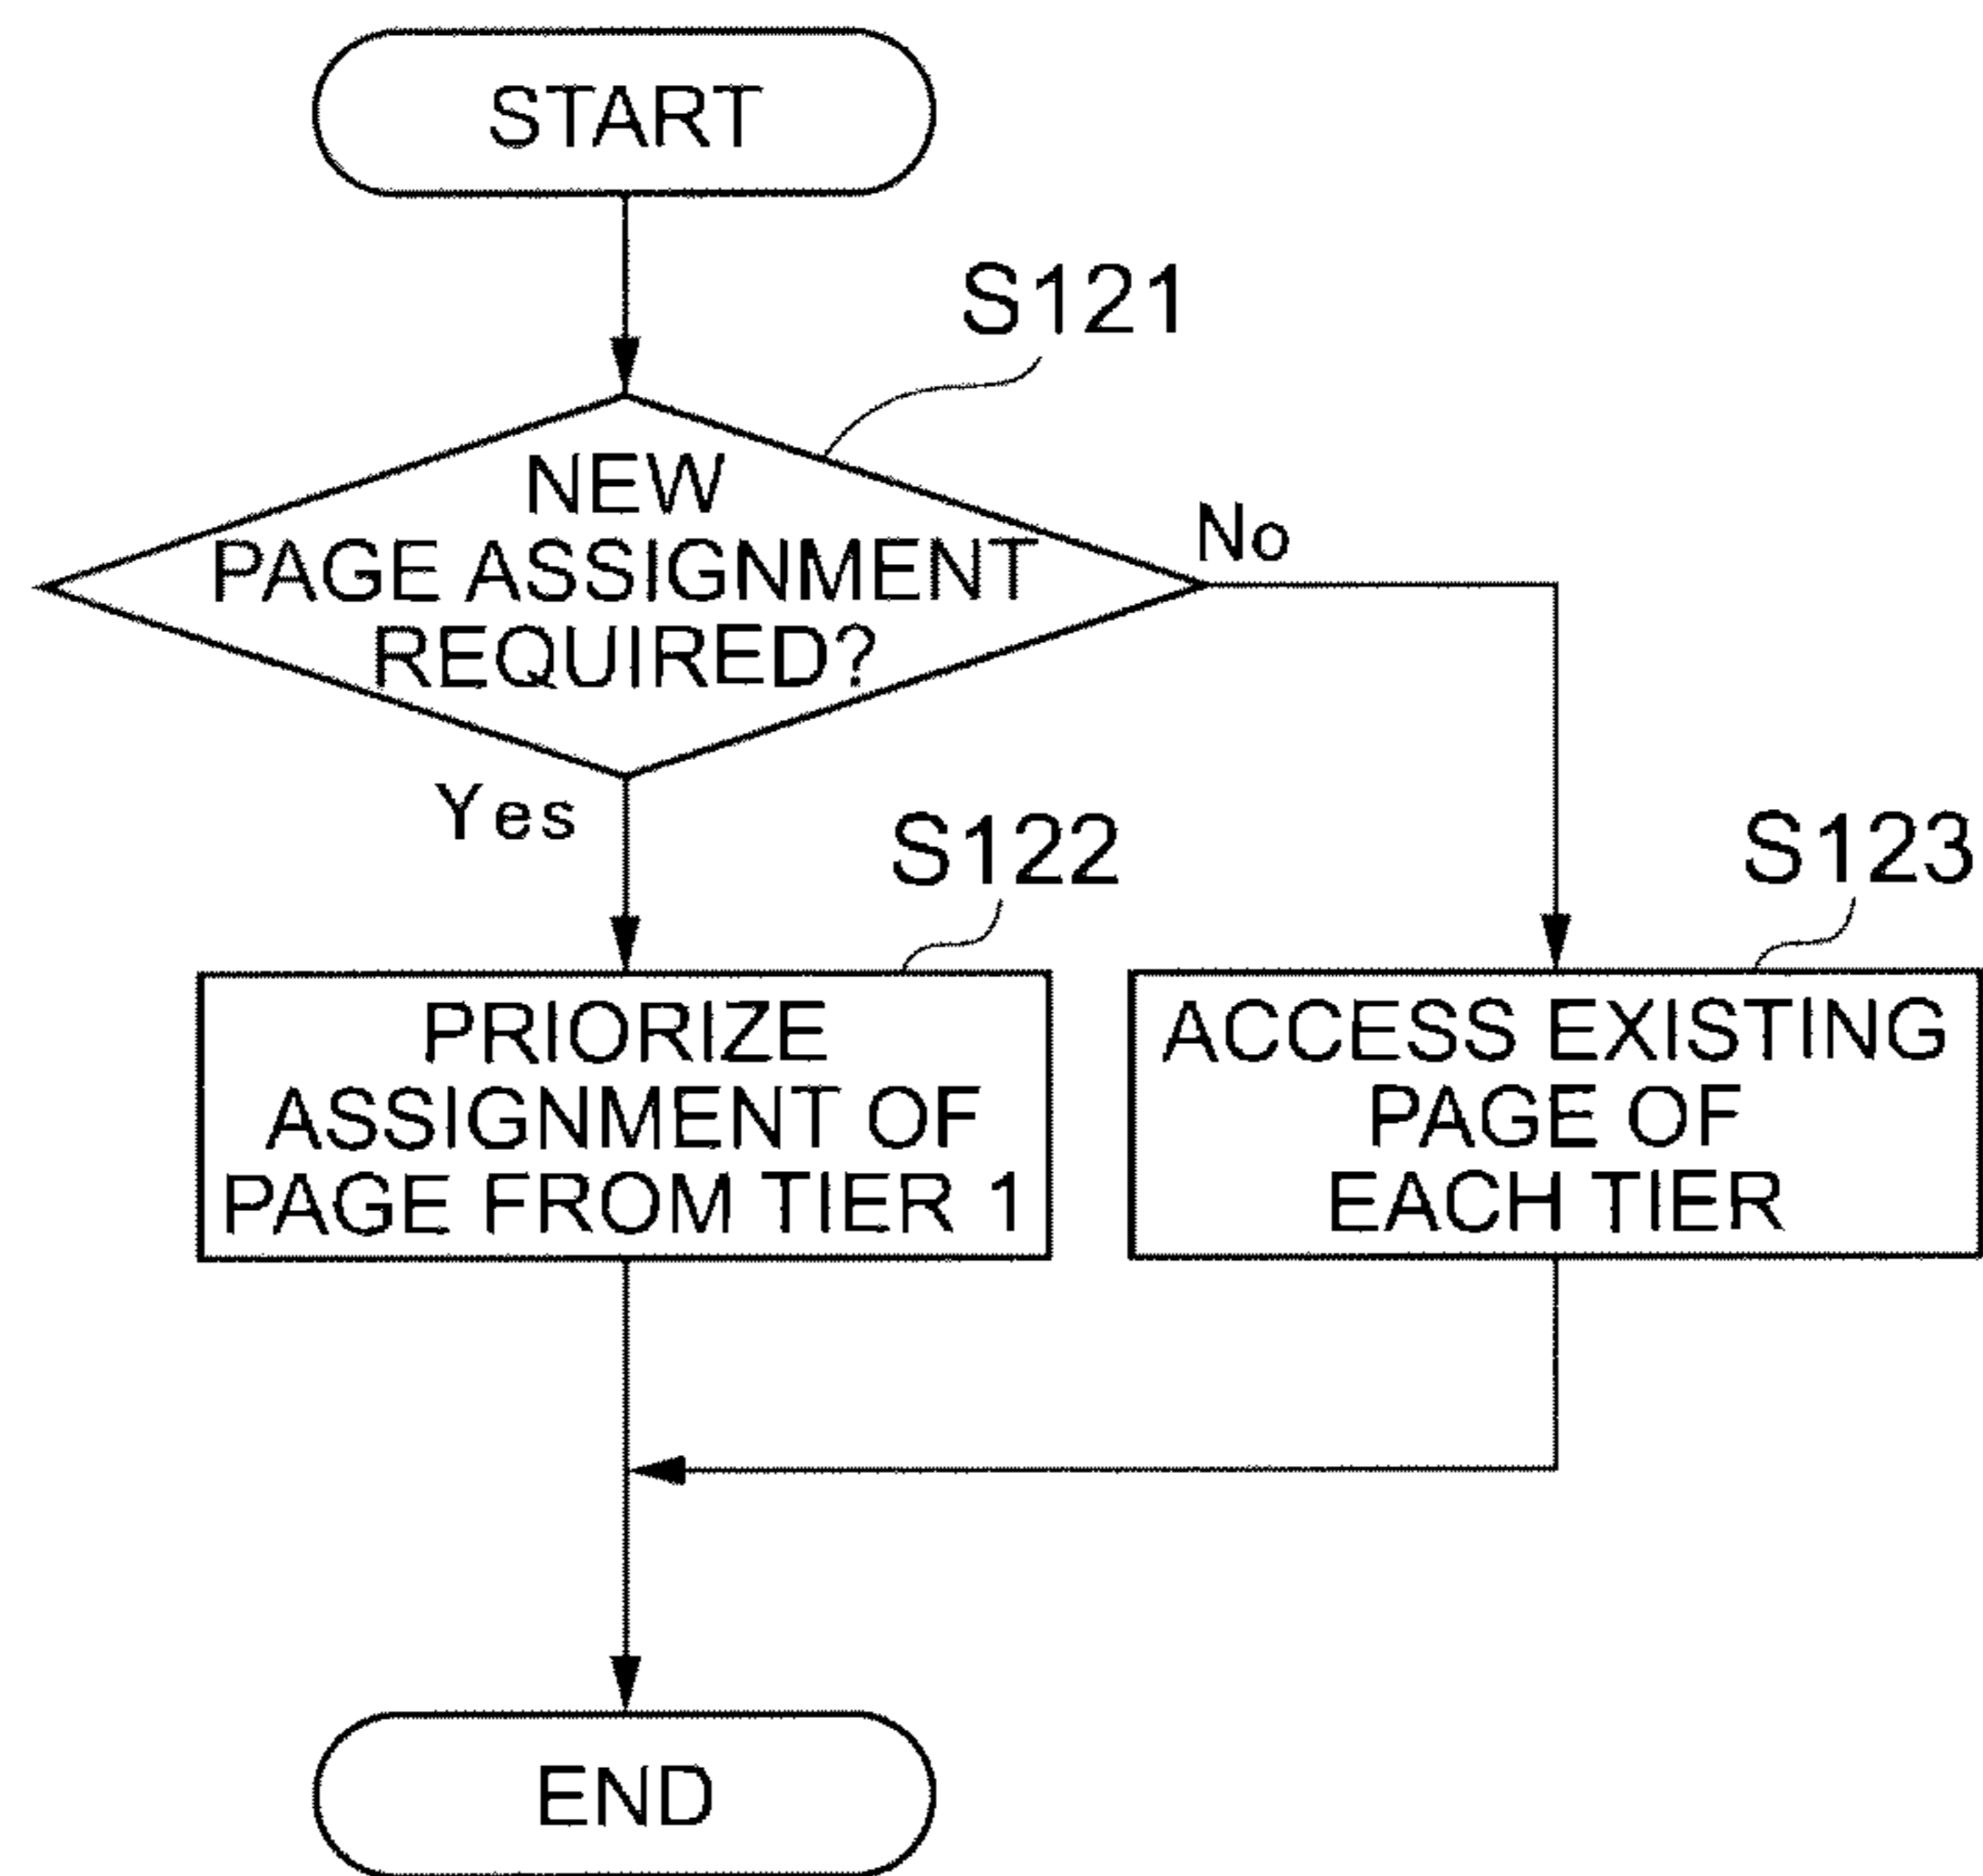 START
S121
NEW
PAGE ASSIGNMENT
REQUIRED?
No
Yes
S122
PRIORIZE
ASSIGNMENT OF
PAGE FROM TIER 1
S123
ACCESS EXISTING
PAGE OF
EACH TIER
END